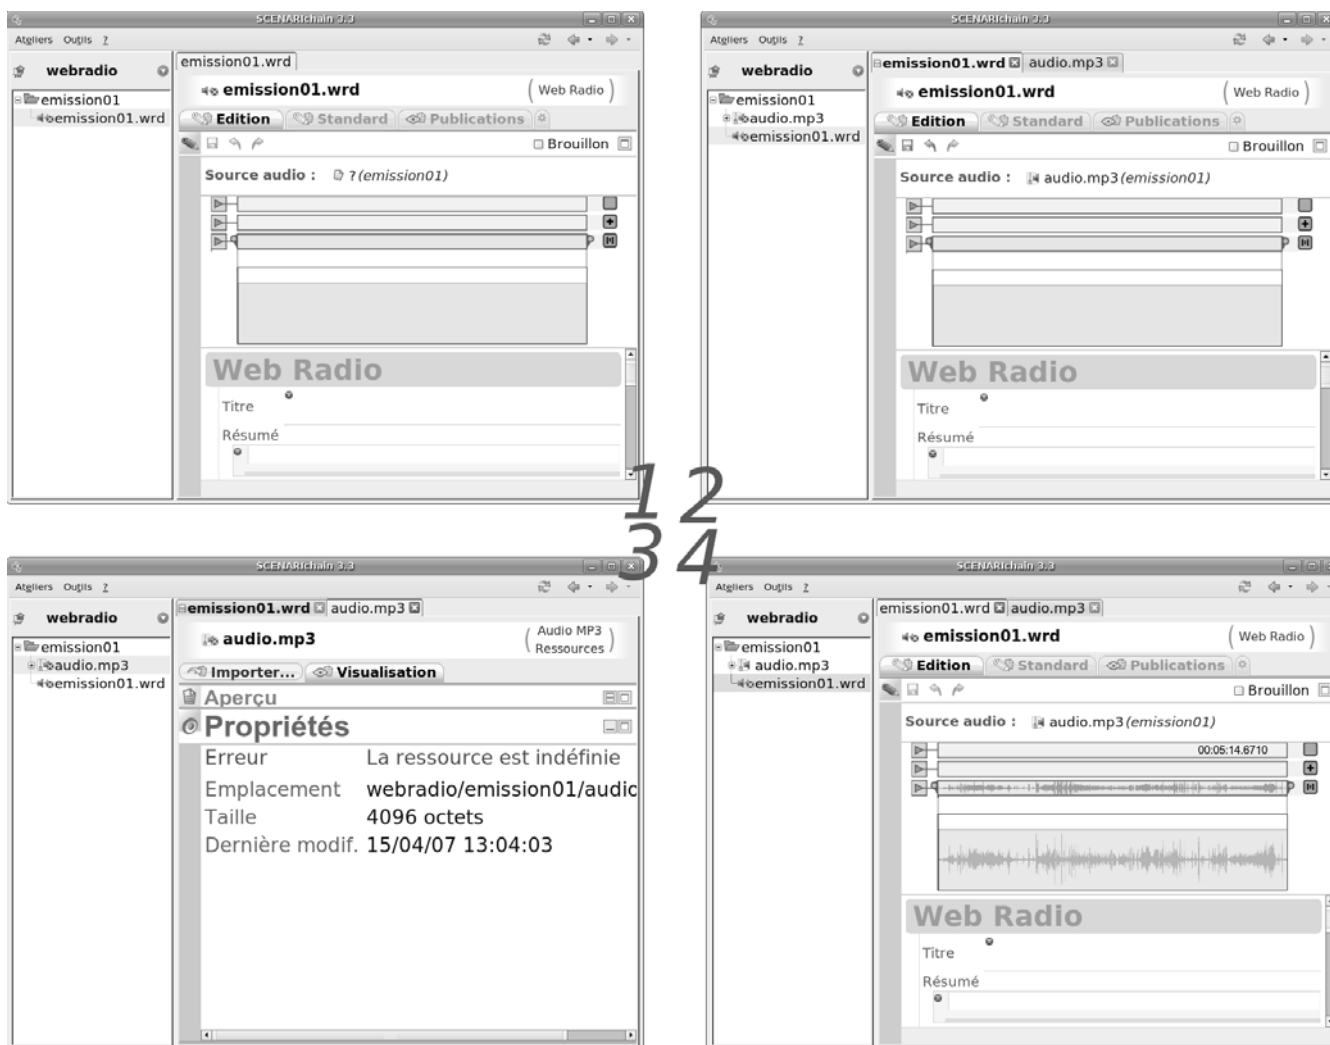 SCENARIchain 3.3
Ateliers Outils ?
webradio
emission01
emission01.wrd
emission01.wrd
emission01.wrd
( Web Radio )
Edition Standard Publications
Brouillon
Source audio : ? (emission01)
Web Radio
Titre
Résumé
SCENARIchain 3.3
Ateliers Outils ?
webradio
emission01
audio.mp3
emission01.wrd
emission01.wrd audio.mp3
emission01.wrd
( Web Radio )
Edition Standard Publications
Brouillon
Source audio : audio.mp3 (emission01)
Web Radio
Titre
Résumé
1 2
3 4
SCENARIchain 3.3
Ateliers Outils ?
webradio
emission01
audio.mp3
emission01.wrd
emission01.wrd audio.mp3
audio.mp3
( Audio MP3
Ressources )
Importer... Visualisation
Aperçu
Propriétés
Erreur La ressource est indéfinie
Emplacement webradio/emission01/audio
Taille 4096 octets
Dernière modif. 15/04/07 13:04:03
SCENARIchain 3.3
Ateliers Outils ?
webradio
emission01
audio.mp3
emission01.wrd
emission01.wrd audio.mp3
emission01.wrd
( Web Radio )
Edition Standard Publications
Brouillon
Source audio : audio.mp3 (emission01)
00:05:14.6710
Web Radio
Titre
Résumé